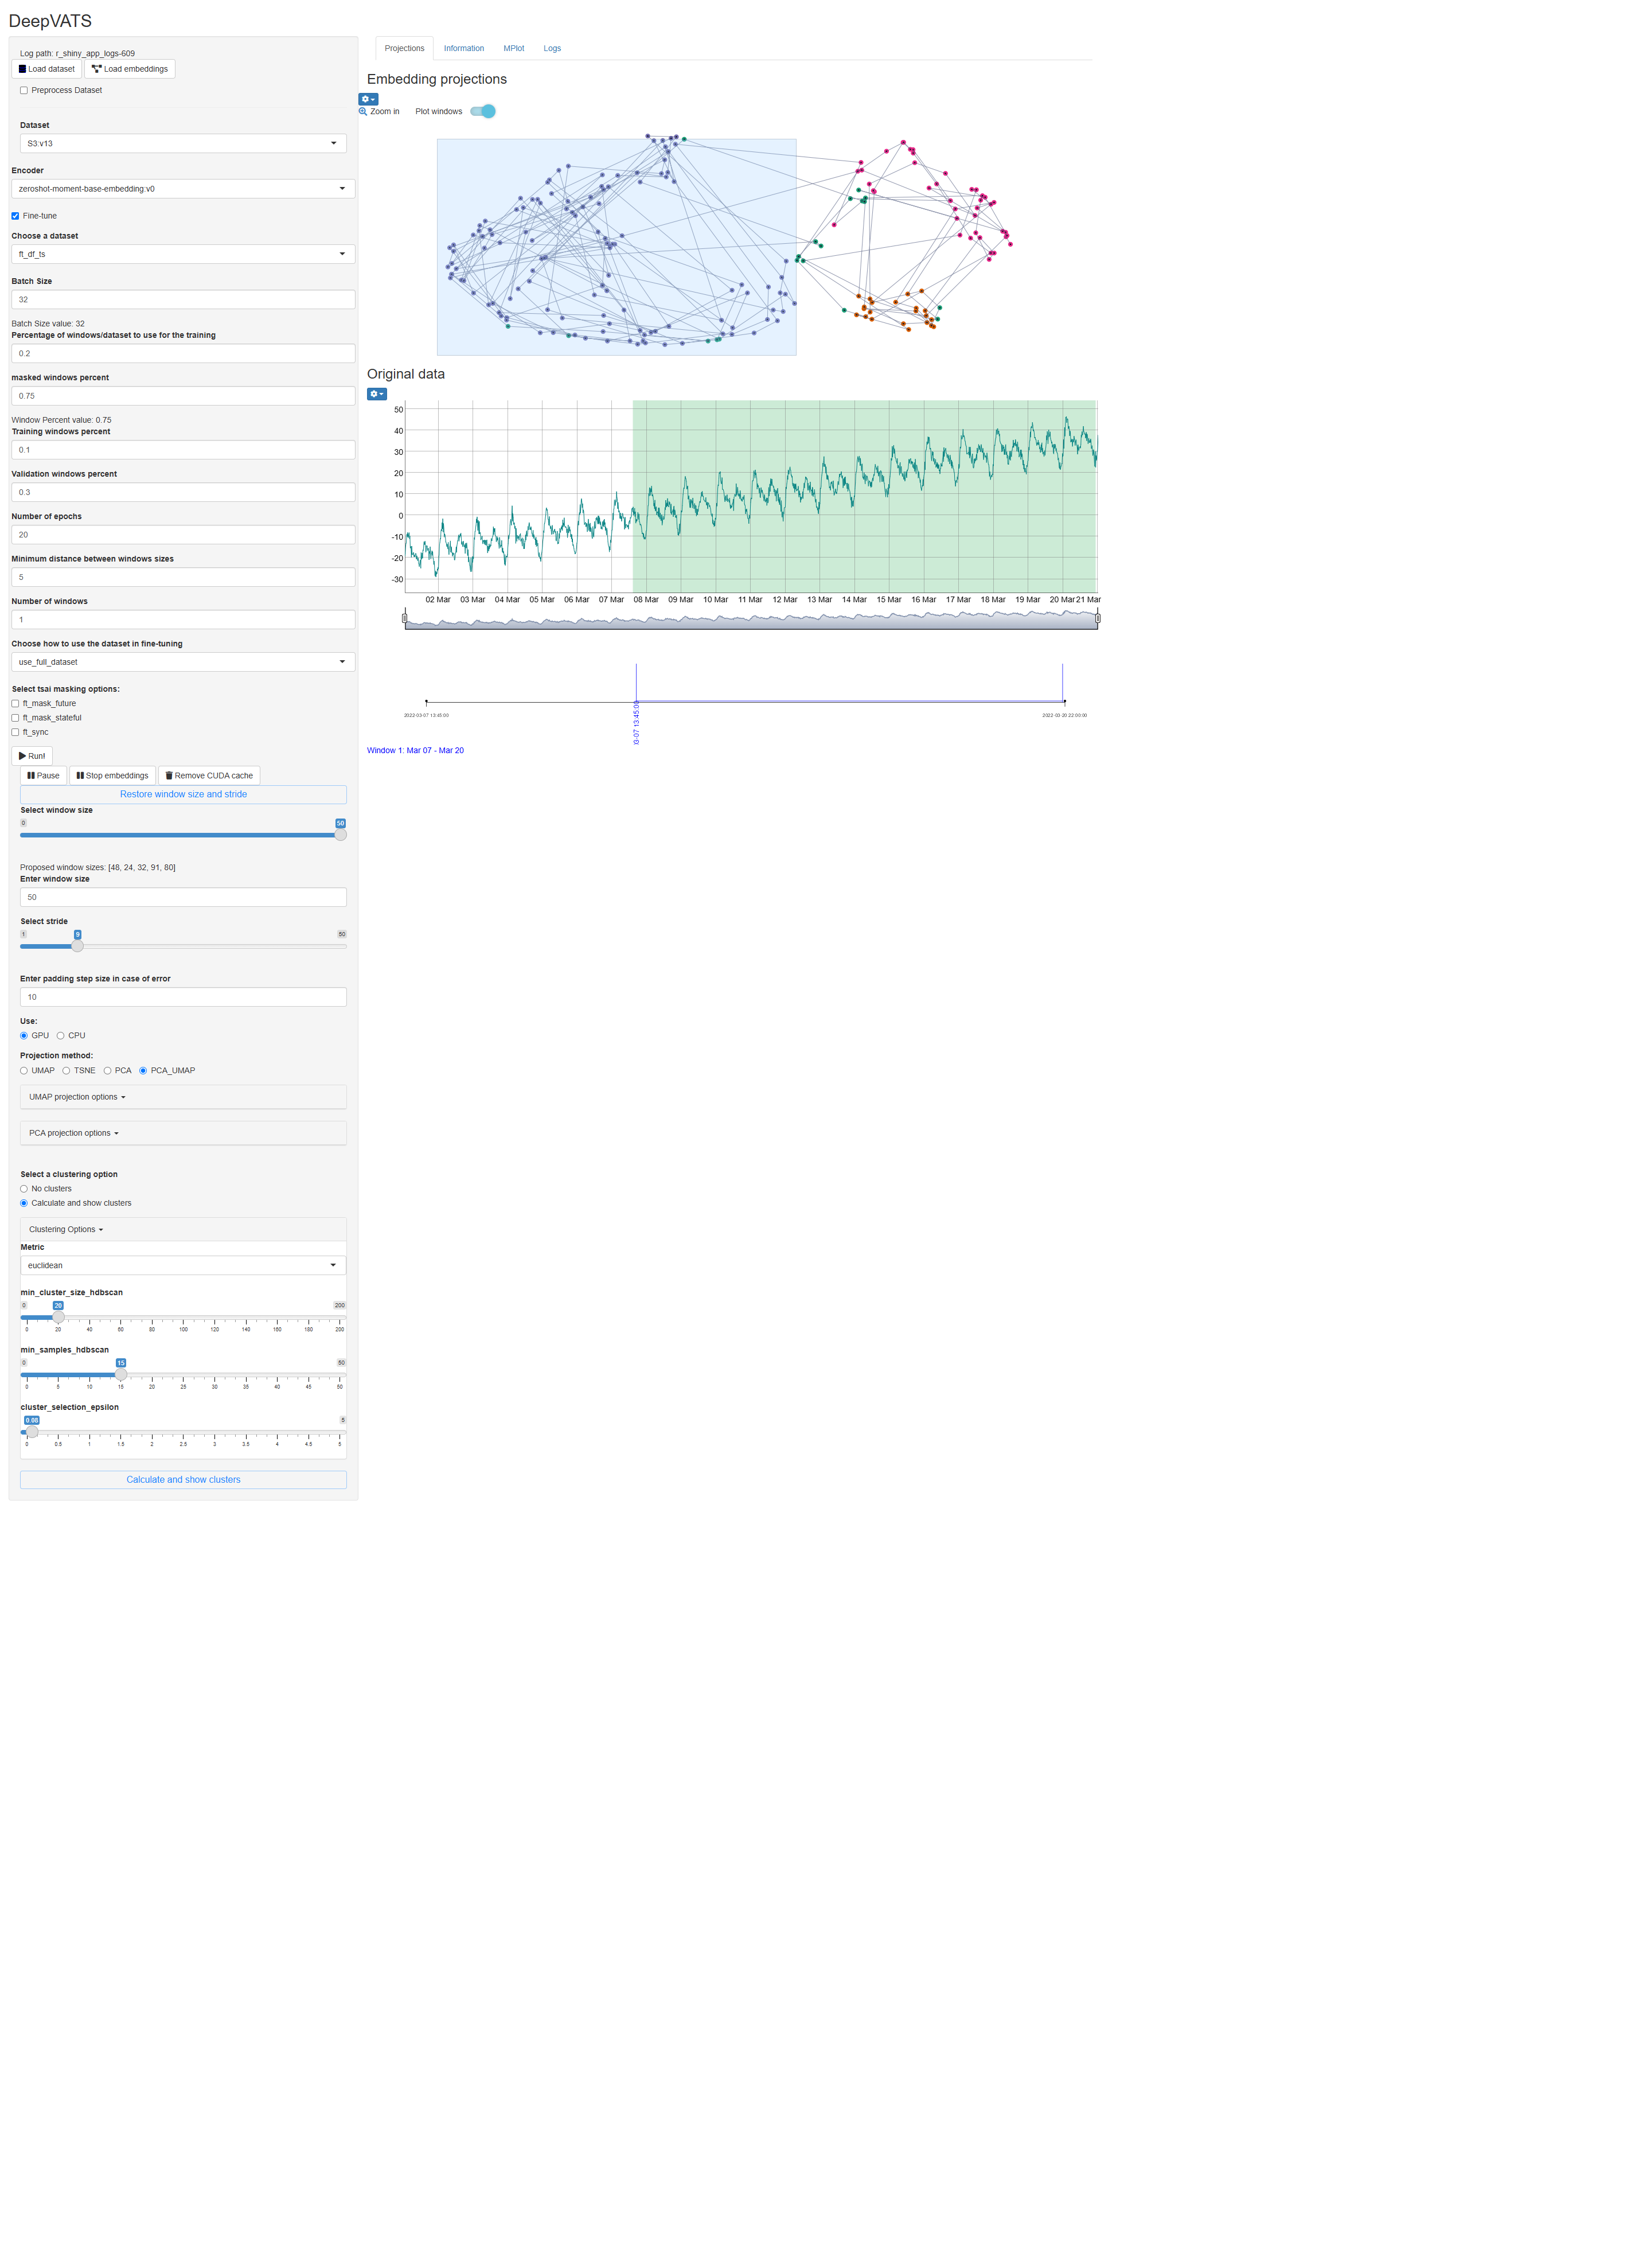 DeepVATS
Log path: r_shiny_app_logs-609
Load dataset
Load embeddings
Preprocess Dataset
Dataset
S3:v13
Encoder
zeroshot-moment-base-embedding:v0
Fine-tune
Choose a dataset
ft_df_ts
Batch Size
32
Batch Size value: 32
Percentage of windows/dataset to use for the training
0.2
masked windows percent
0.75
Window Percent value: 0.75
Training windows percent
0.1
Validation windows percent
0.3
Number of epochs
20
Minimum distance between windows sizes
5
Number of windows
1
Choose how to use the dataset in fine-tuning
use_full_dataset
Select tsai masking options:
ft_mask_future
ft_mask_stateful
ft_sync
Run!
Pause
Stop embeddings
Remove CUDA cache
Restore window size and stride
Select window size
0
50
Proposed window sizes: [48, 24, 32, 91, 80]
Enter window size
50
Select stride
1
9
50
Enter padding step size in case of error
10
Use:
GPU CPU
Projection method:
UMAP TSNE PCA PCA_UMAP
UMAP projection options
PCA projection options
Select a clustering option
No clusters
Calculate and show clusters
Clustering Options
Metric
euclidean
min_cluster_size_hdbscan
0 20 200
0 20 40 60 80 100 120 140 160 180 200
min_samples_hdbscan
0 15 50
0 5 10 15 20 25 30 35 40 45 50
cluster_selection_epsilon
0.08 5
0 0.5 1 1.5 2 2.5 3 3.5 4 4.5 5
Calculate and show clusters
Projections Information MPlot Logs
Embedding projections
Zoom in
Plot windows
Original data
50
40
30
20
10
0
-10
-20
-30
02 Mar 03 Mar 04 Mar 05 Mar 06 Mar 07 Mar 08 Mar 09 Mar 10 Mar 11 Mar 12 Mar 13 Mar 14 Mar 15 Mar 16 Mar 17 Mar 18 Mar 19 Mar 20 Mar 21 Mar
2022-03-07 13:45:00
-07 13:45:00
2022-03-20 22:00:00
Window 1: Mar 07 - Mar 20